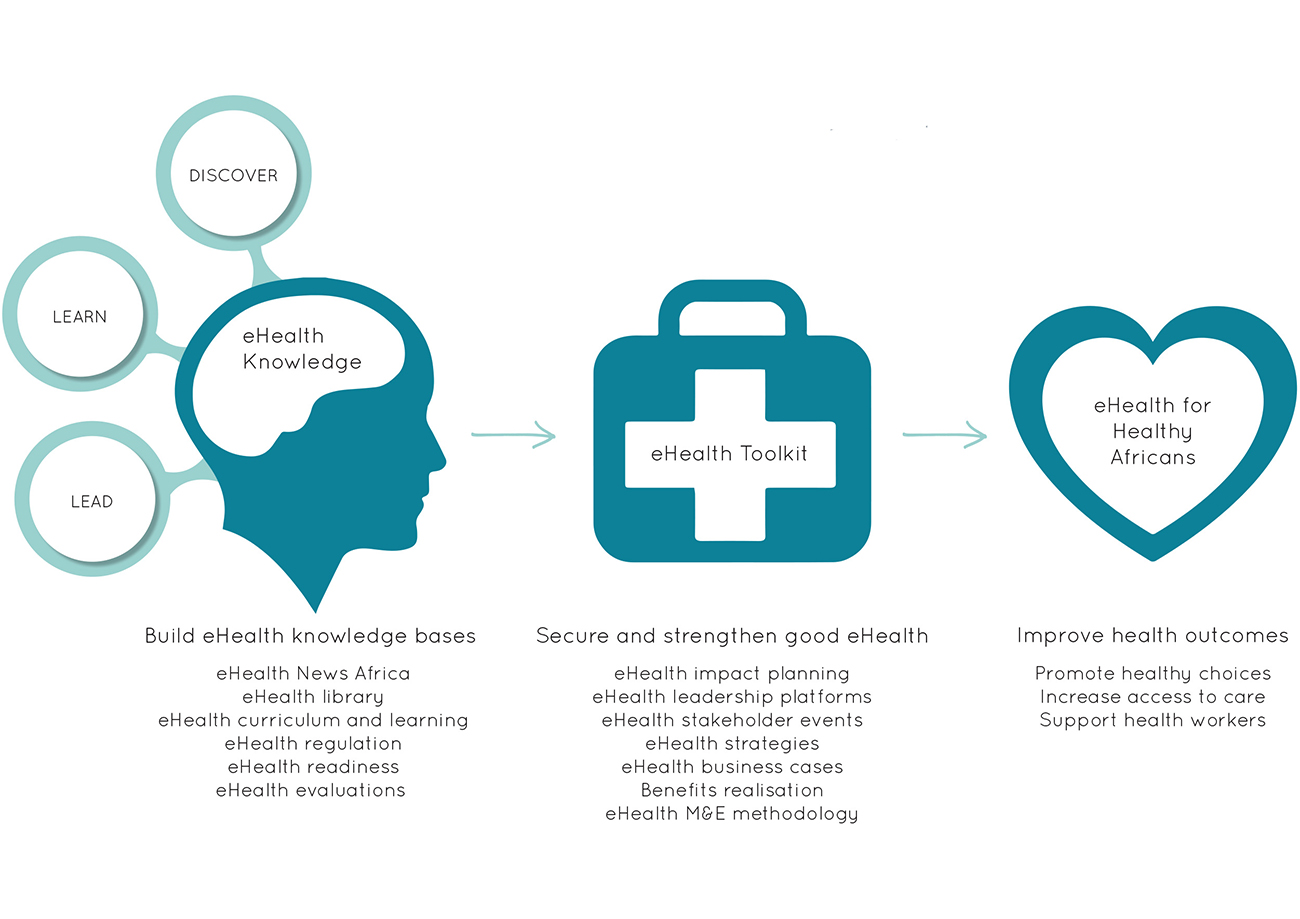 DISCOVER
LEARN
LEAD
eHealth
Knowledge
Build eHealth knowledge bases
eHealth News Africa
eHealth library
eHealth curriculum and learning
eHealth regulation
eHealth readiness
eHealth evaluations
eHealth Toolkit
Secure and strengthen good eHealth
eHealth impact planning
eHealth leadership platforms
eHealth stakeholder events
eHealth strategies
eHealth business cases
Benefits realisation
eHealth M&E methodology
eHealth for
Healthy
Africans
Improve health outcomes
Promote healthy choices
Increase access to care
Support health workers